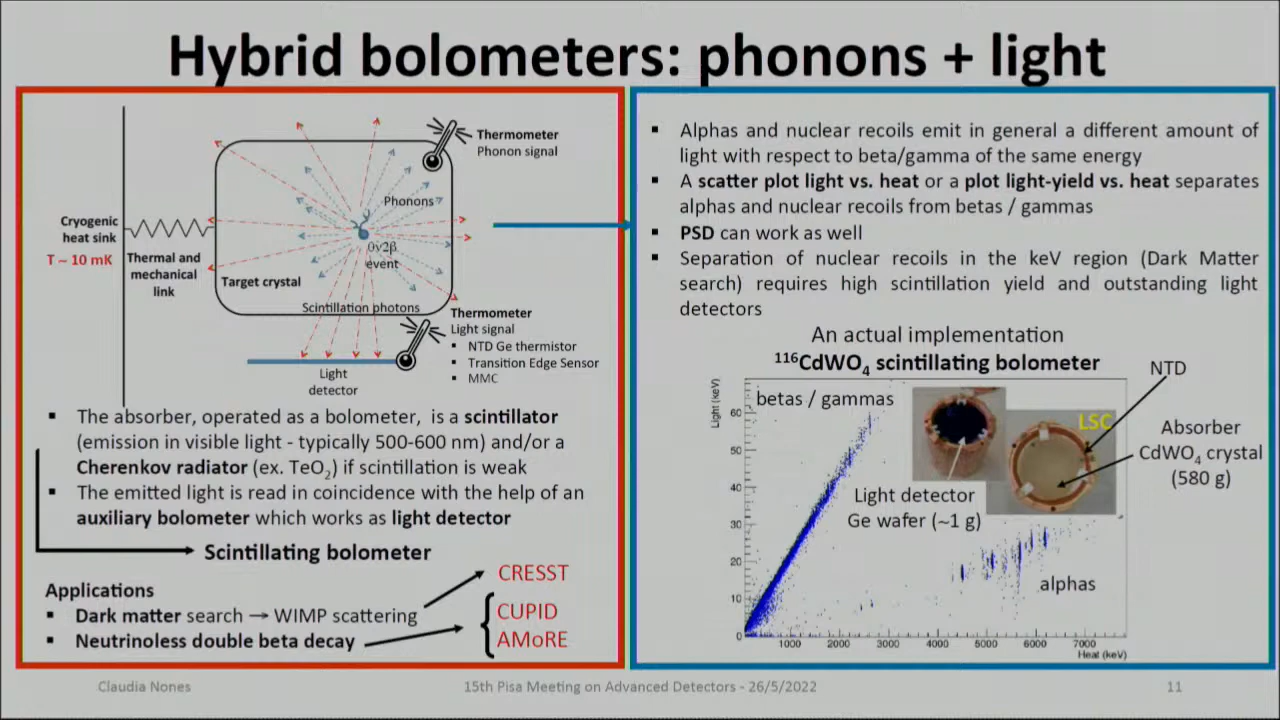 Hybrid bolometers: phonons + light
Thermometer
Phonon signal
Phonons
Cryogenic
heat sink
T ~ 10 mK
Thermal and
mechanical
link
0ν2β
event
Target crystal
Scintillation photons
Thermometer
Light signal
▪ NTD Ge thermistor
▪ Transition Edge Sensor
▪ MMC
Light
detector
▪ The absorber, operated as a bolometer, is a scintillator
(emission in visible light - typically 500-600 nm) and/or a
Cherenkov radiator (ex. TeO2) if scintillation is weak
▪ The emitted light is read in coincidence with the help of an
auxiliary bolometer which works as light detector
Scintillating bolometer
Applications
▪ Dark matter search → WIMP scattering
▪ Neutrinoless double beta decay
CRESST
CUPID
AMoRE
▪ Alphas and nuclear recoils emit in general a different amount of
light with respect to beta/gamma of the same energy
▪ A scatter plot light vs. heat or a plot light-yield vs. heat separates
alphas and nuclear recoils from betas / gammas
▪ PSD can work as well
▪ Separation of nuclear recoils in the keV region (Dark Matter
search) requires high scintillation yield and outstanding light
detectors
An actual implementation
116CdWO4 scintillating bolometer
NTD
Light (keV)
betas / gammas
LSC
Absorber
CdWO4 crystal
(580 g)
Light detector
Ge wafer (~1 g)
alphas
60
50
40
30
20
10
0
1000 2000 3000 4000 5000 6000 7000
Heat (keV)
Claudia Nones
15th Pisa Meeting on Advanced Detectors - 26/5/2022
11